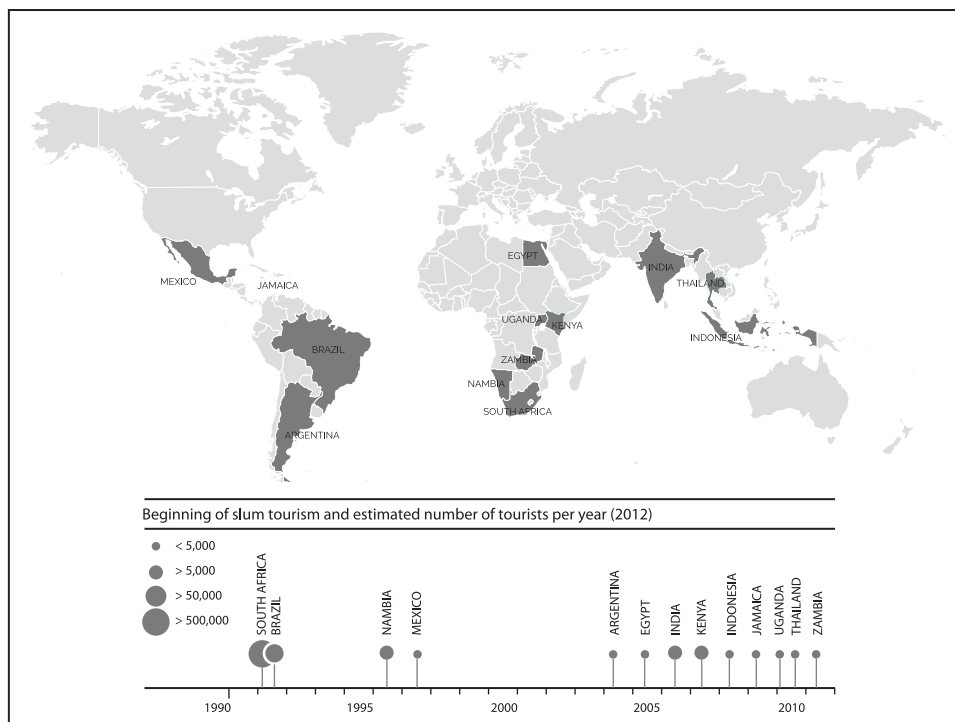 EGYPT
INDIA
MEXICO
JAMAICA
THAILAND
UGANDA
KENYA
INDONESIA
BRAZIL
ZAMBIA
NAMBIA
SOUTH AFRICA
ARGENTINA
Beginning of slum tourism and estimated number of tourists per year (2012)
< 5,000
> 5,000
> 50,000
> 500,000
SOUTH AFRICA
BRAZIL
NAMBIA
MEXICO
ARGENTINA
EGYPT
INDIA
KENYA
INDONESIA
JAMAICA
UGANDA
THAILAND
ZAMBIA
1990 1995 2000 2005 2010